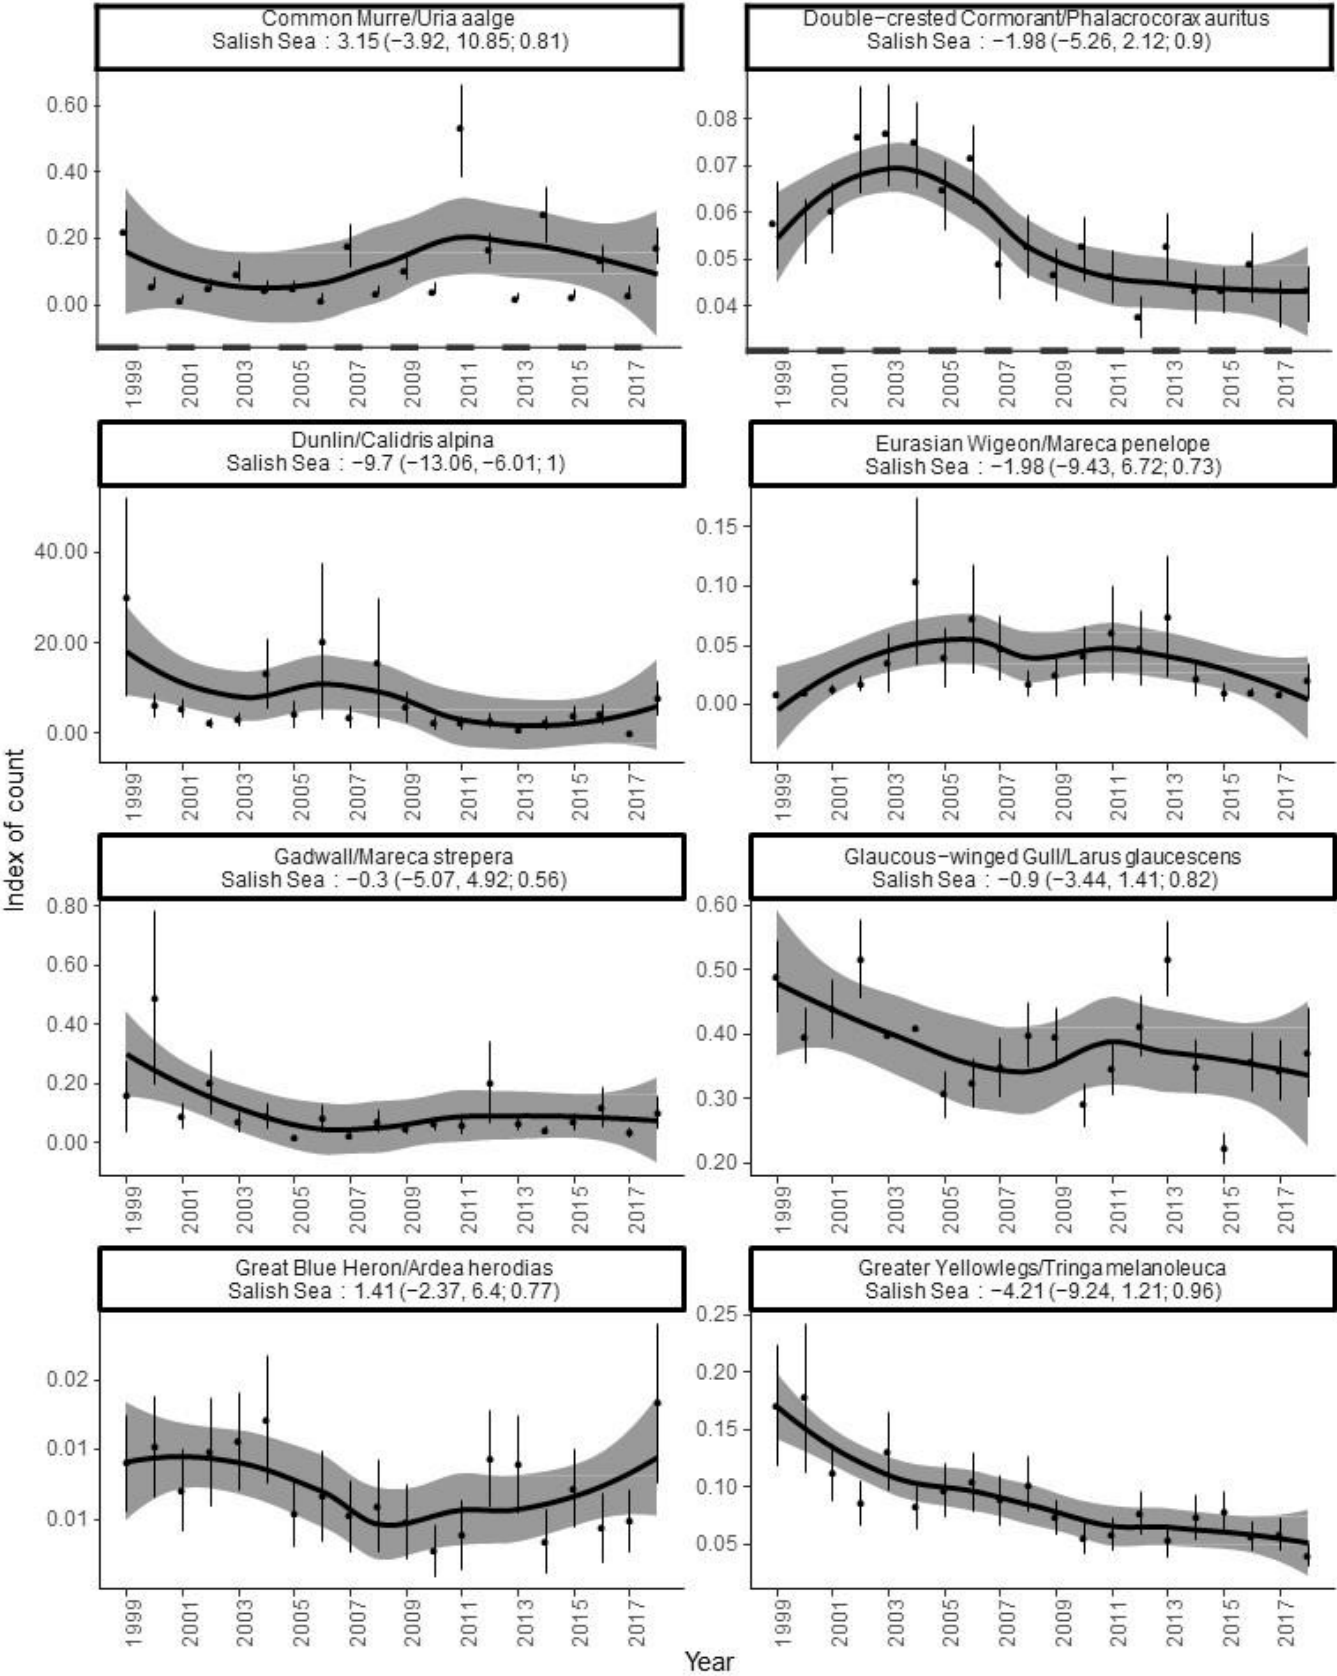 Common Murre/Uria aalge
Salish Sea : 3.15 (−3.92, 10.85; 0.81)
0.60
0.40
0.20
0.00
1999 2001 2003 2005 2007 2009 2011 2013 2015 2017
Double−crested Cormorant/Phalacrocorax auritus
Salish Sea : −1.98 (−5.26, 2.12; 0.9)
0.08
0.07
0.06
0.05
0.04
1999 2001 2003 2005 2007 2009 2011 2013 2015 2017
Dunlin/Calidris alpina
Salish Sea : −9.7 (−13.06, −6.01; 1)
40.00
20.00
0.00
1999 2001 2003 2005 2007 2009 2011 2013 2015 2017
Eurasian Wigeon/Mareca penelope
Salish Sea : −1.98 (−9.43, 6.72; 0.73)
0.15
0.10
0.05
0.00
1999 2001 2003 2005 2007 2009 2011 2013 2015 2017
Index of count
Gadwall/Mareca strepera
Salish Sea : −0.3 (−5.07, 4.92; 0.56)
0.80
0.60
0.40
0.20
0.00
1999 2001 2003 2005 2007 2009 2011 2013 2015 2017
Glaucous−winged Gull/Larus glaucescens
Salish Sea : −0.9 (−3.44, 1.41; 0.82)
0.60
0.50
0.40
0.30
0.20
1999 2001 2003 2005 2007 2009 2011 2013 2015 2017
Great Blue Heron/Ardea herodias
Salish Sea : 1.41 (−2.37, 6.4; 0.77)
0.02
0.01
0.01
1999 2001 2003 2005 2007 2009 2011 2013 2015 2017
Greater Yellowlegs/Tringa melanoleuca
Salish Sea : −4.21 (−9.24, 1.21; 0.96)
0.25
0.20
0.15
0.10
0.05
1999 2001 2003 2005 2007 2009 2011 2013 2015 2017
Year